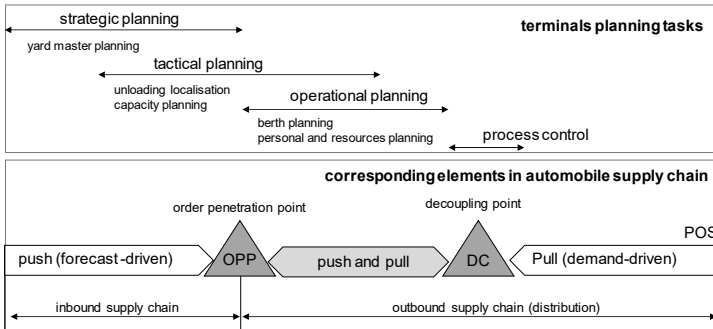 strategic planning
terminals planning tasks
yard master planning
tactical planning
unloading localisation
capacity planning
operational planning
berth planning
personal and resources planning
process control
corresponding elements in automobile supply chain
order penetration point
decoupling point
POS
push (forecast-driven)
OPP
push and pull
DC
Pull (demand-driven)
inbound supply chain
outbound supply chain (distribution)